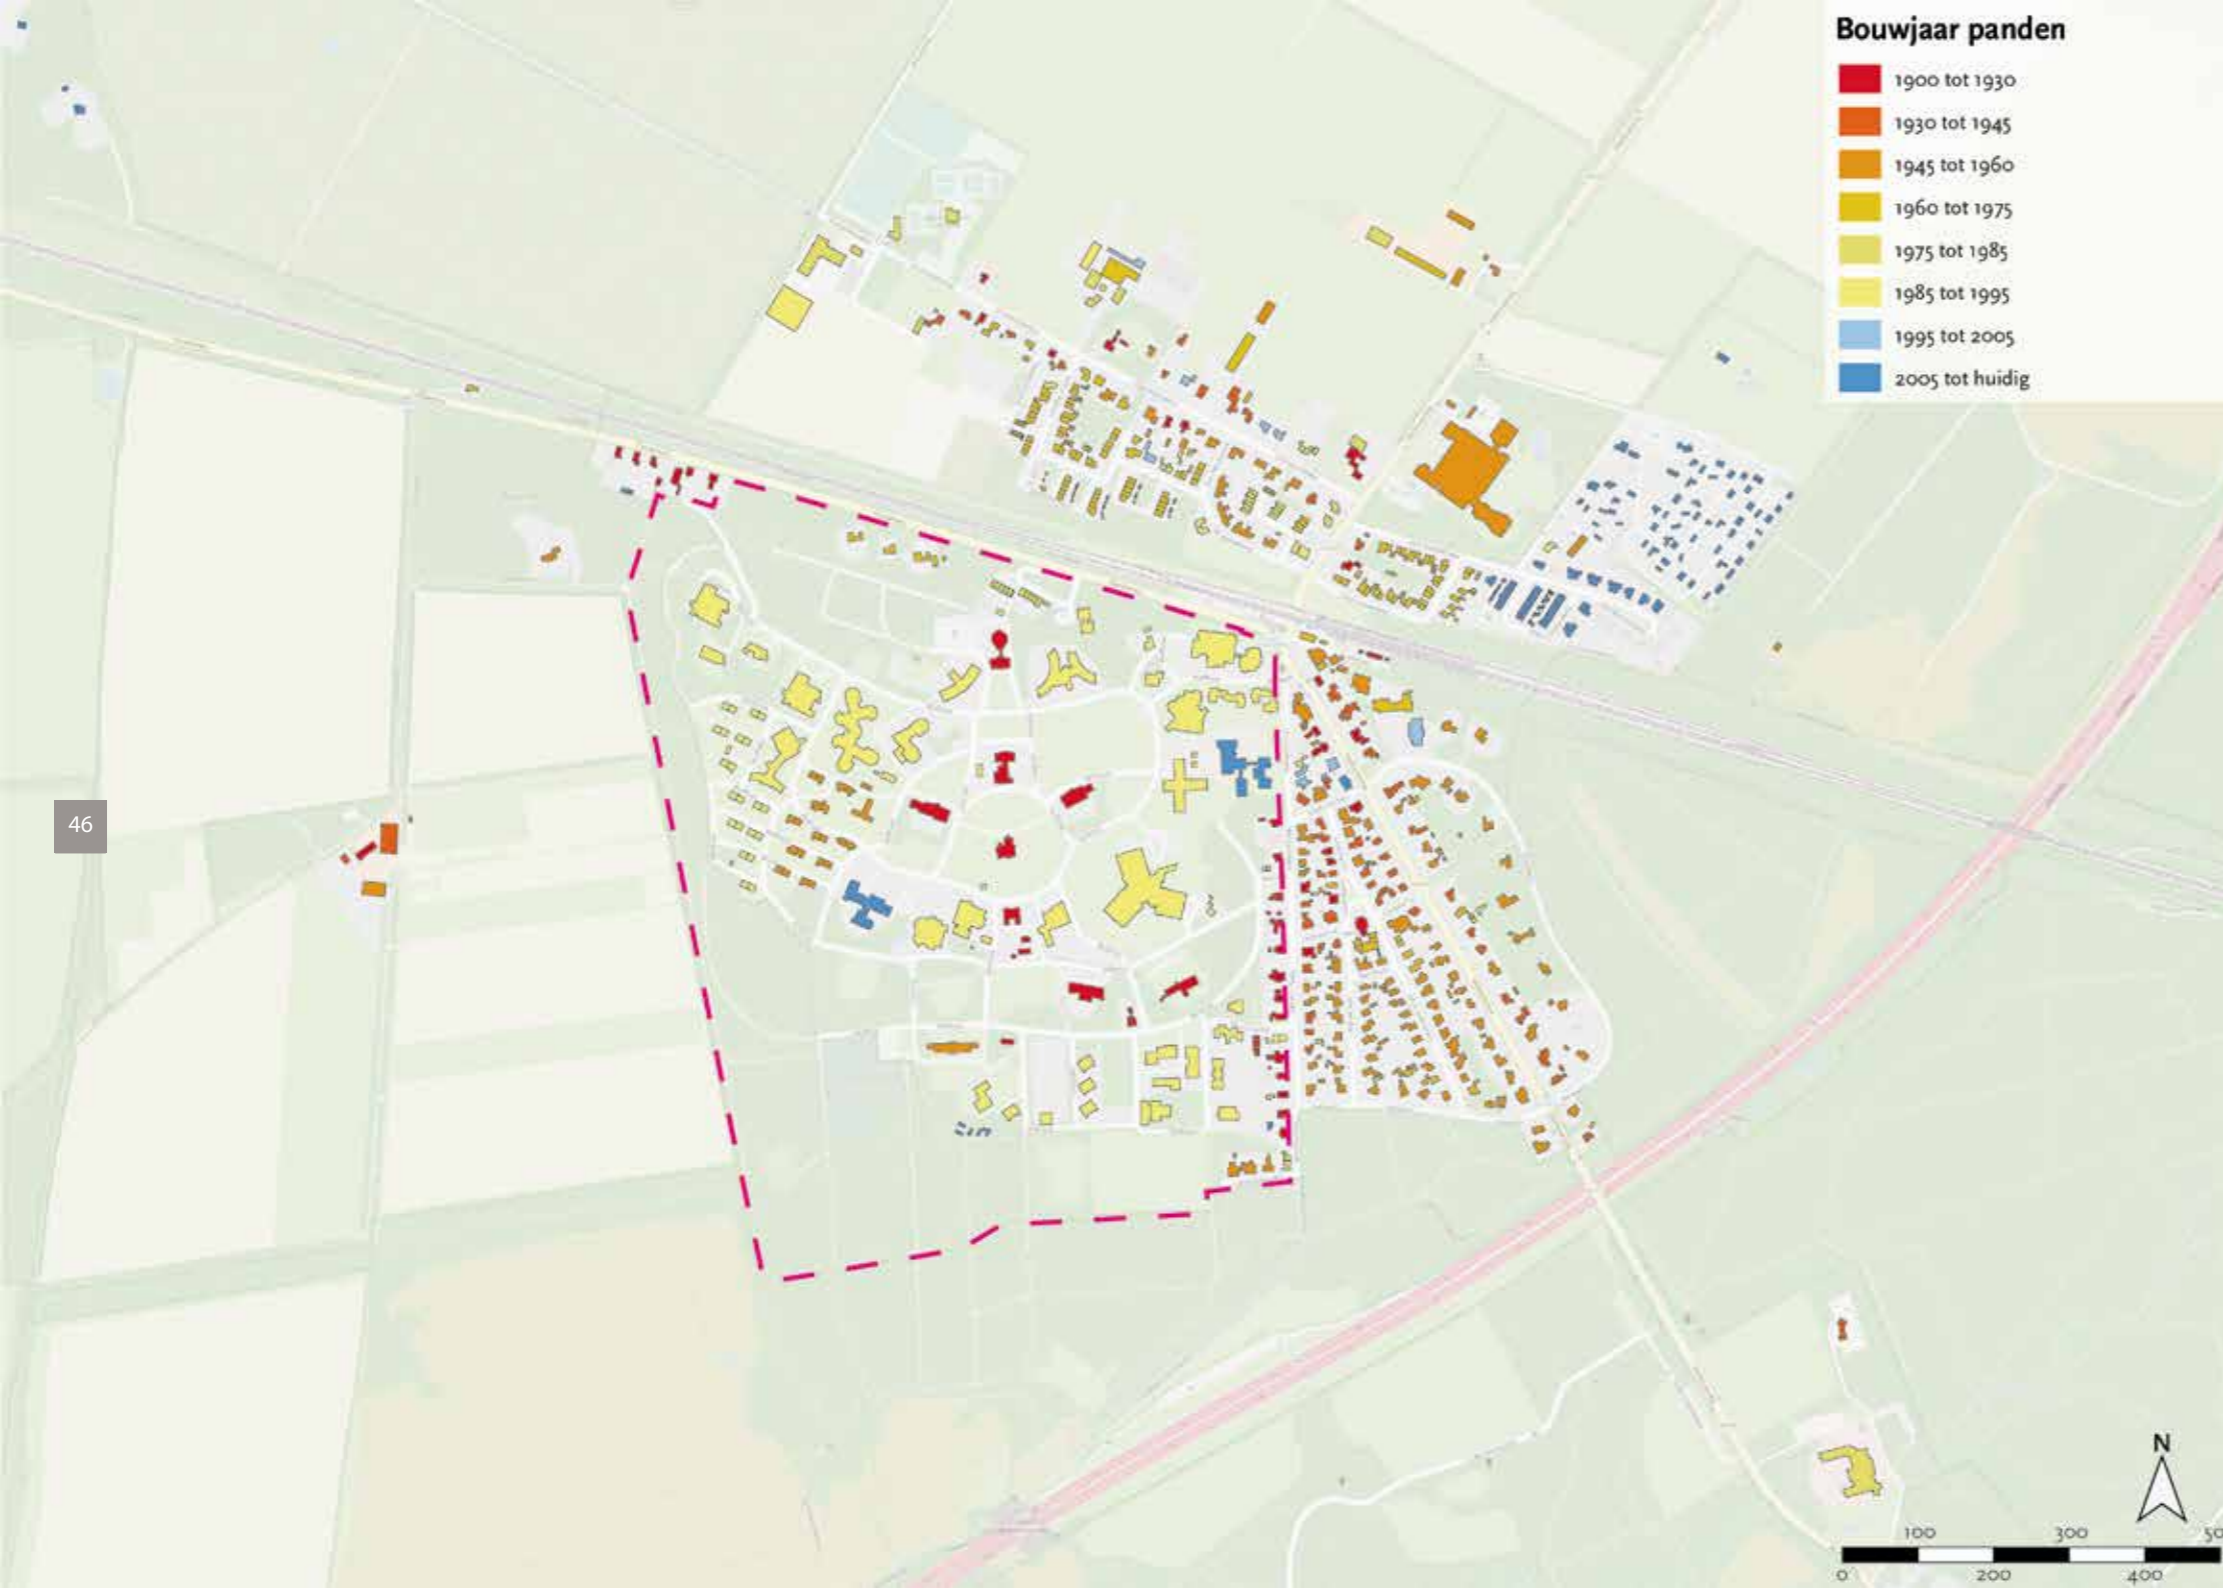 Bouwjaar panden
1900 tot 1930
1930 tot 1945
1945 tot 1960
1960 tot 1975
1975 tot 1985
1985 tot 1995
1995 tot 2005
2005 tot huidig
46
N
100 300 50
0 200 400